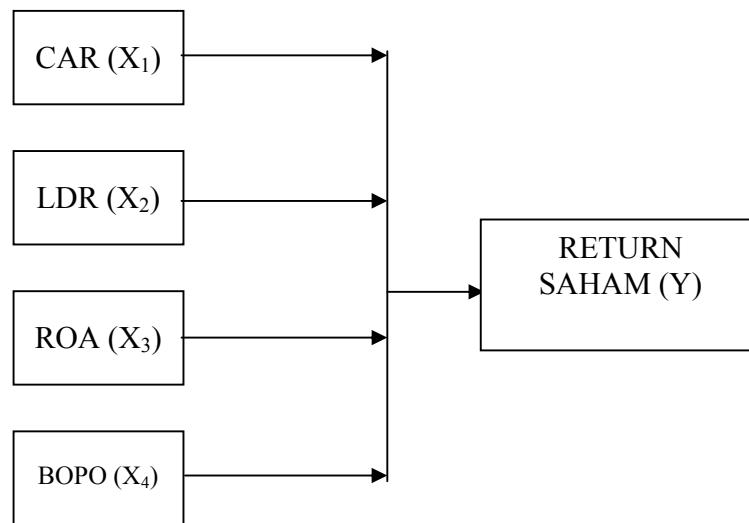 CAR (X₁)
LDR (X₂)
RETURN
SAHAM (Y)
ROA (X₃)
BOPO (X₄)